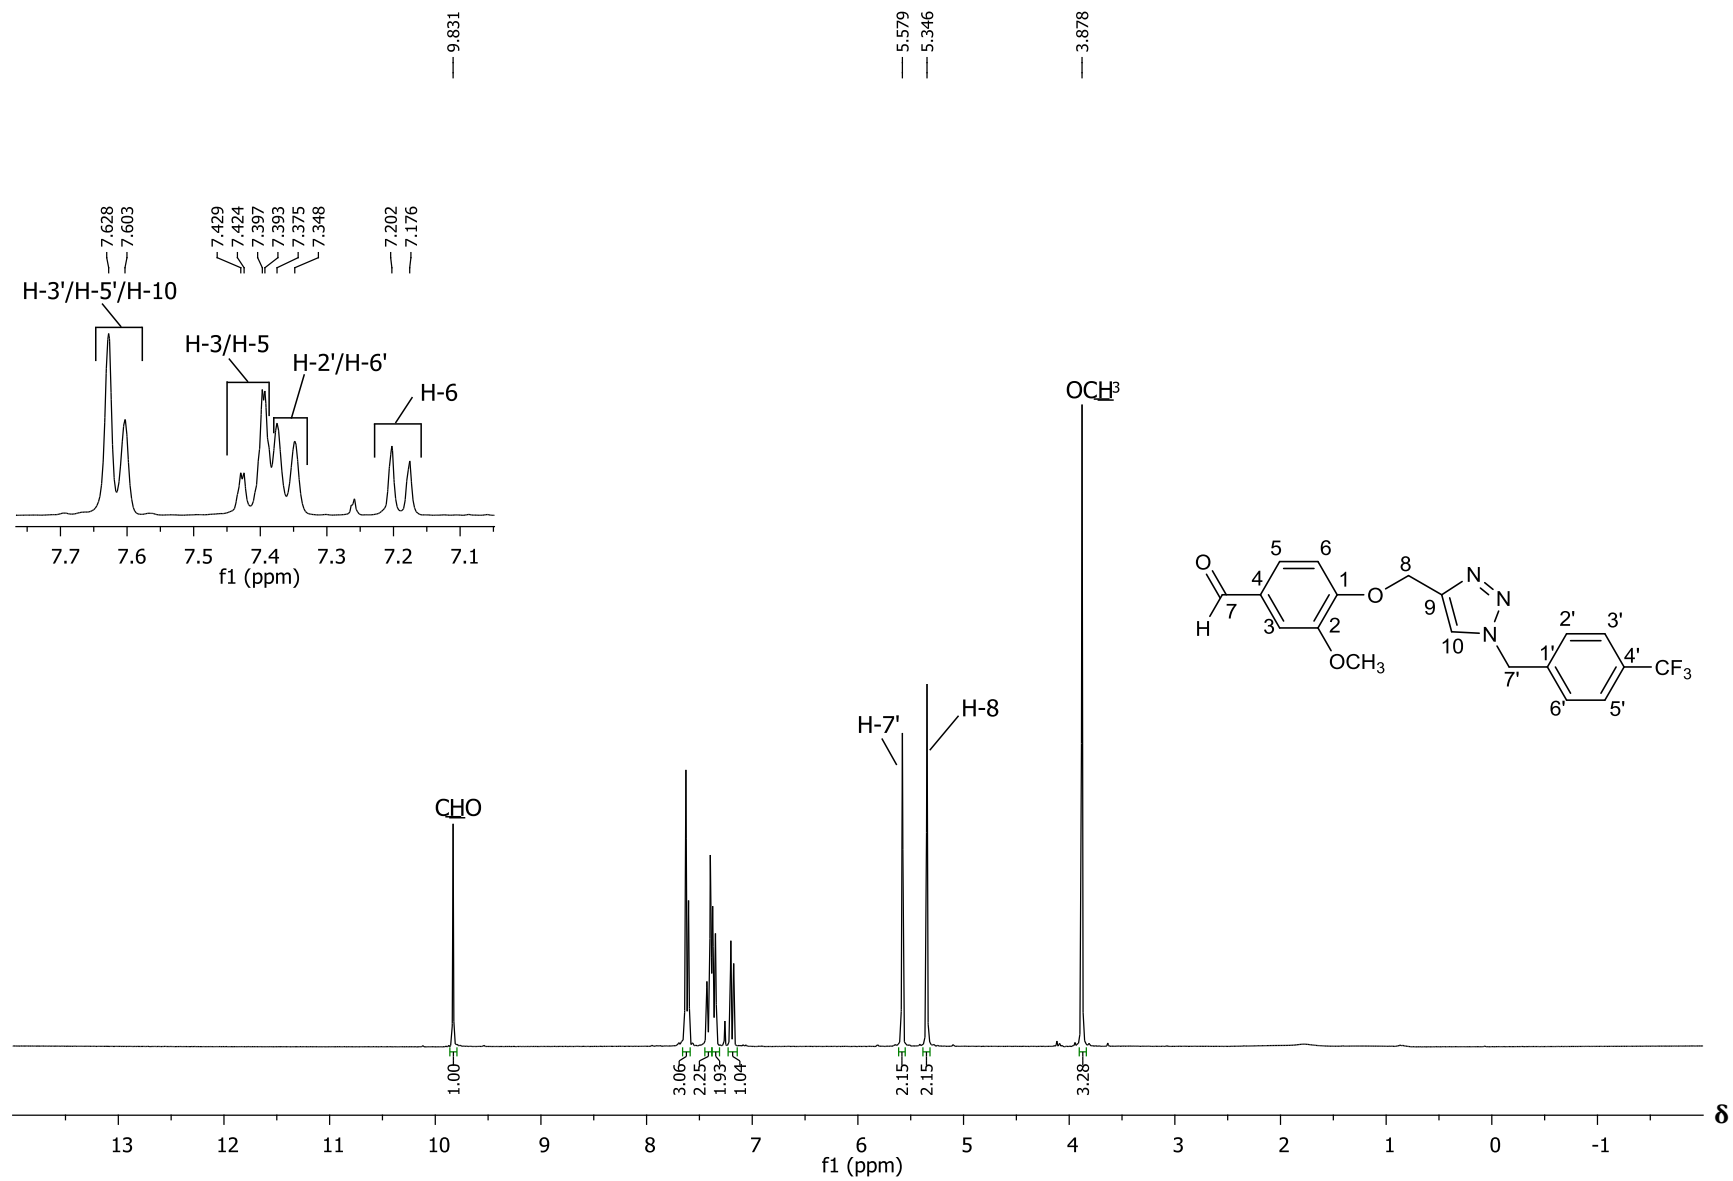 9.831
5.579
5.346
3.878
7.628
7.603
7.429
7.424
7.397
7.393
7.375
7.348
7.202
7.176
H-3'/H-5'/H-10
H-3/H-5
H-2'/H-6'
H-6
7.7 7.6 7.5 7.4 7.3 7.2 7.1
f1 (ppm)
OCH3
CHO
H-7'
H-8
O
H
7
4
5
6
3
2
1
OCH3
O
8
9
10
N
N
N
7'
1'
2'
3'
4'
5'
6'
CF3
1.00
3.06
2.25
1.93
1.04
2.15
2.15
3.28
13 12 11 10 9 8 7 6 5 4 3 2 1 0 -1
f1 (ppm)
δ